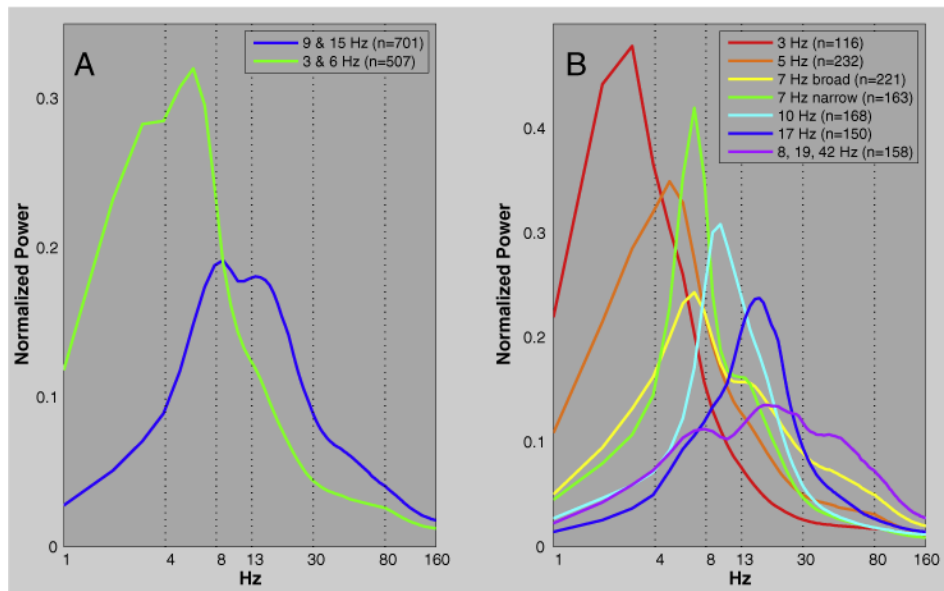 A
9 & 15 Hz (n=701)
3 & 6 Hz (n=507)
Normalized Power
0.3
0.2
0.1
0
1 4 8 13 30 80 160
Hz
B
3 Hz (n=116)
5 Hz (n=232)
7 Hz broad (n=221)
7 Hz narrow (n=163)
10 Hz (n=168)
17 Hz (n=150)
8, 19, 42 Hz (n=158)
Normalized Power
0.4
0.3
0.2
0.1
0
1 4 8 13 30 80 160
Hz